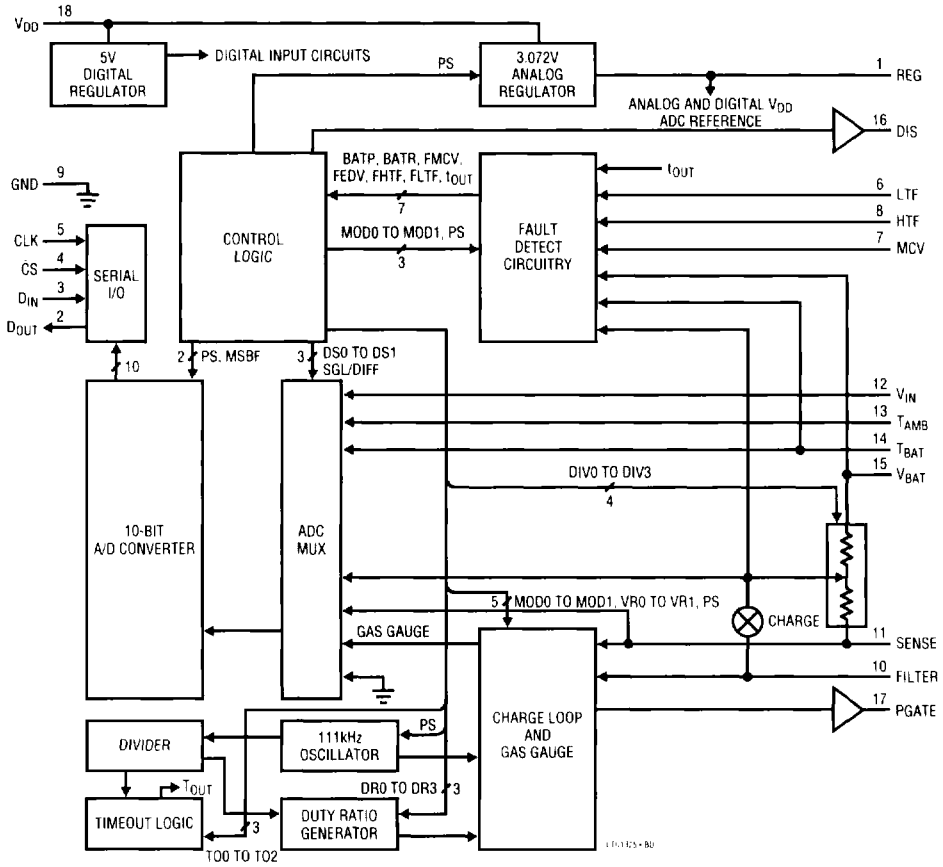 18
VDD
5V
DIGITAL
REGULATOR
DIGITAL INPUT CIRCUITS
PS
3.072V
ANALOG
REGULATOR
1
REG
ANALOG AND DIGITAL VDD
ADC REFERENCE
16
DIS
9
GND
5
CLK
4
CS
3
DIN
2
DOUT
SERIAL
I/O
10
CONTROL
LOGIC
BATP, BATR, FMCV,
FEDV, FHTF, FLTF, tOUT
7
MOD0 TO MOD1, PS
3
FAULT
DETECT
CIRCUITRY
tOUT
6
LTF
8
HTF
7
MCV
2
PS, MSBF
3
DS0 TO DS1
SGL/DIFF
12
VIN
13
TAMB
14
TBAT
15
VBAT
DIV0 TO DIV3
4
10-BIT
A/D CONVERTER
ADC
MUX
5
MOD0 TO MOD1, VR0 TO VR1, PS
CHARGE
GAS GAUGE
11
SENSE
10
FILTER
17
PGATE
CHARGE LOOP
AND
GAS GAUGE
DIVIDER
111kHz
OSCILLATOR
PS
TOUT
DR0 TO DR3
3
TIMEOUT LOGIC
3
DUTY RATIO
GENERATOR
TO0 TO TO2